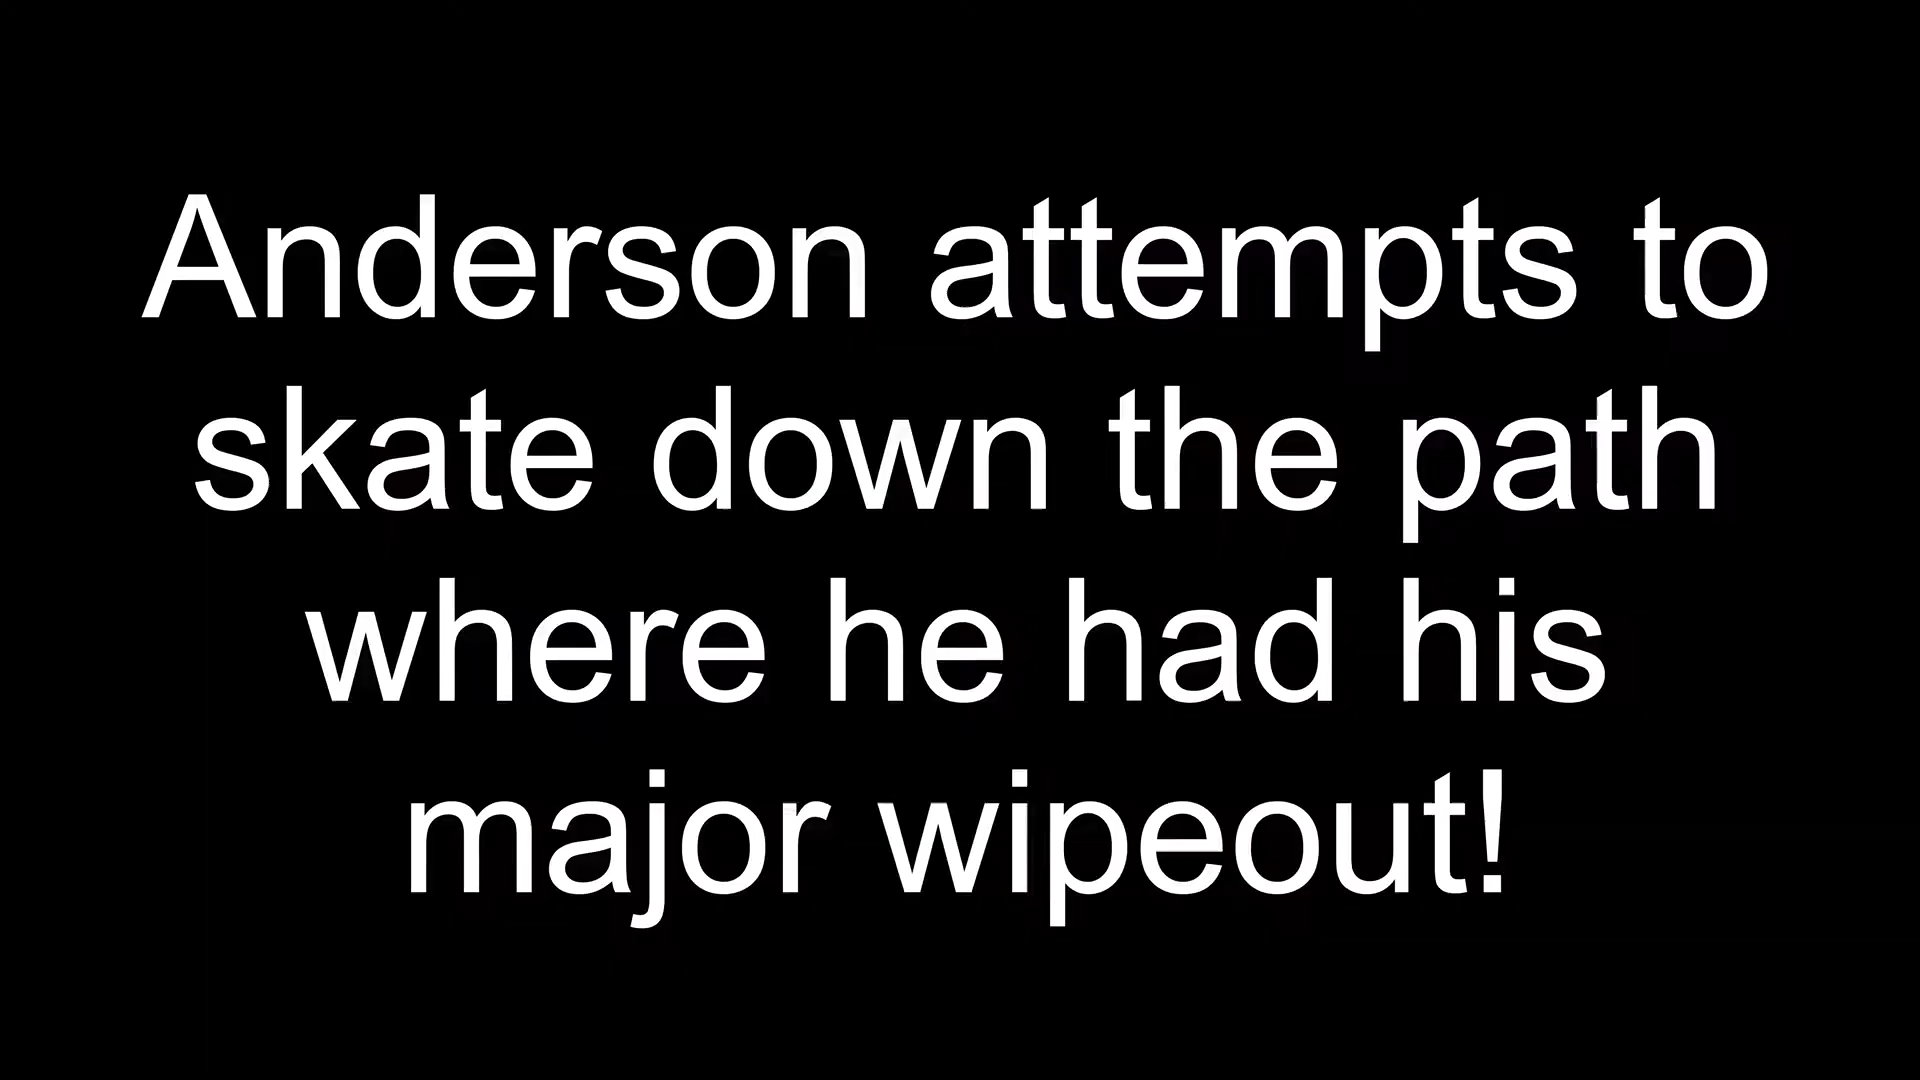 Anderson attempts to
skate down the path
where he had his
major wipeout!